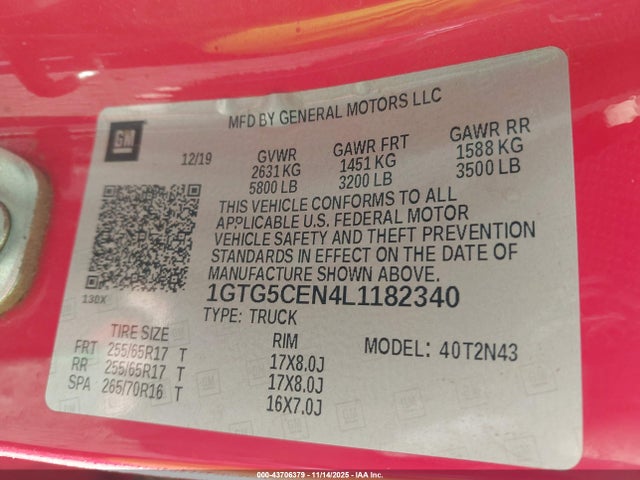 GM
MFD BY GENERAL MOTORS LLC
12/19
GVWR GAWR FRT GAWR RR
2631 KG 1451 KG 1588 KG
5800 LB 3200 LB 3500 LB
THIS VEHICLE CONFORMS TO ALL
APPLICABLE U.S. FEDERAL MOTOR
VEHICLE SAFETY AND THEFT PREVENTION
STANDARDS IN EFFECT ON THE DATE OF
MANUFACTURE SHOWN ABOVE.
130X
1GTG5CEN4L1182340
TYPE: TRUCK
TIRE SIZE RIM MODEL: 40T2N43
FRT 255/65R17 T 17X8.0J
RR 255/65R17 T 17X8.0J
SPA 265/70R16 T 16X7.0J
000-43706379 - 11/14/2025 - IAA Inc.